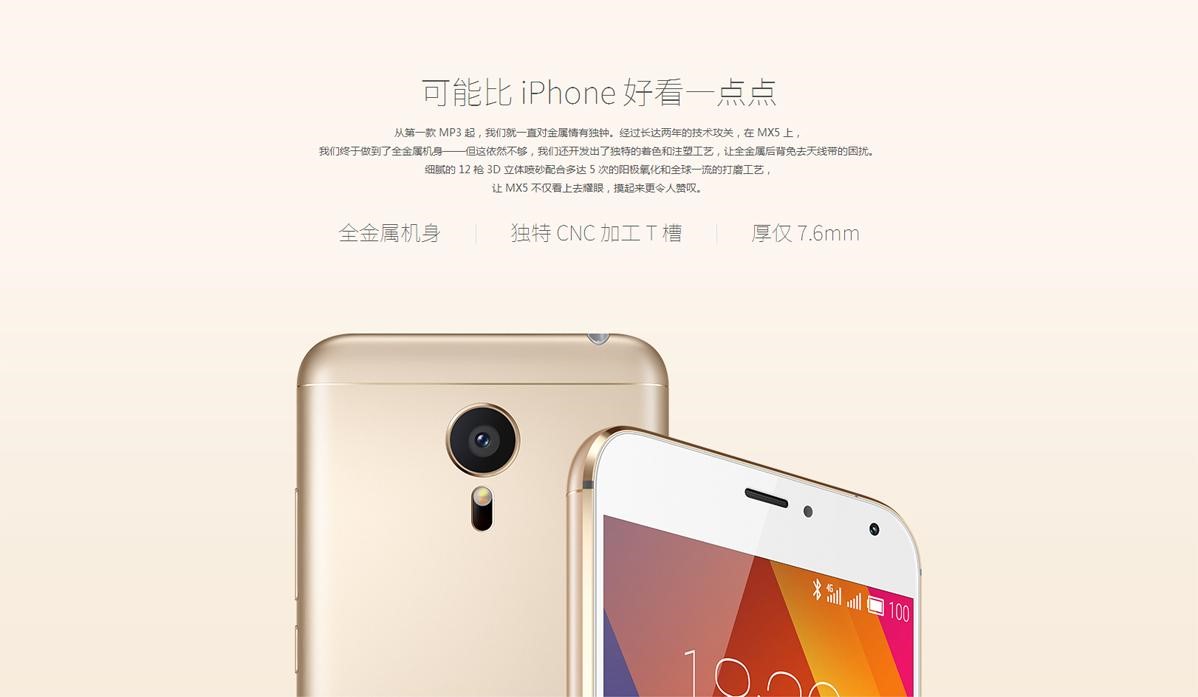 可能比 iPhone 好看一点点
从第一款 MP3 起，我们就一直对金属情有独钟。经过长达两年的技术攻关，在 MX5 上，
我们终于做到了全金属机身——但这依然不够，我们还开发出了独特的着色和注塑工艺，让全金属后背免去天线带的困扰。
细腻的 12 枪 3D 立体喷砂配合多达 5 次的阳极氧化和全球一流的打磨工艺，
让 MX5 不仅看上去耀眼，摸起来更令人赞叹。
全金属机身 独特 CNC 加工 T 槽 厚仅 7.6mm
4G 100